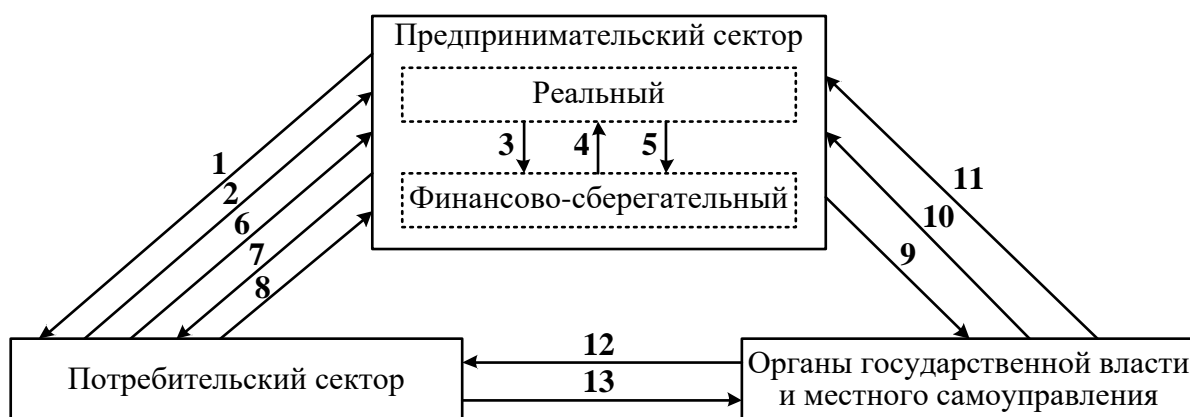 Предпринимательский сектор
Реальный
3 4 5
Финансово-сберегательный
1
2
6
7
8
11
10
9
12
13
Потребительский сектор
Органы государственной власти
и местного самоуправления